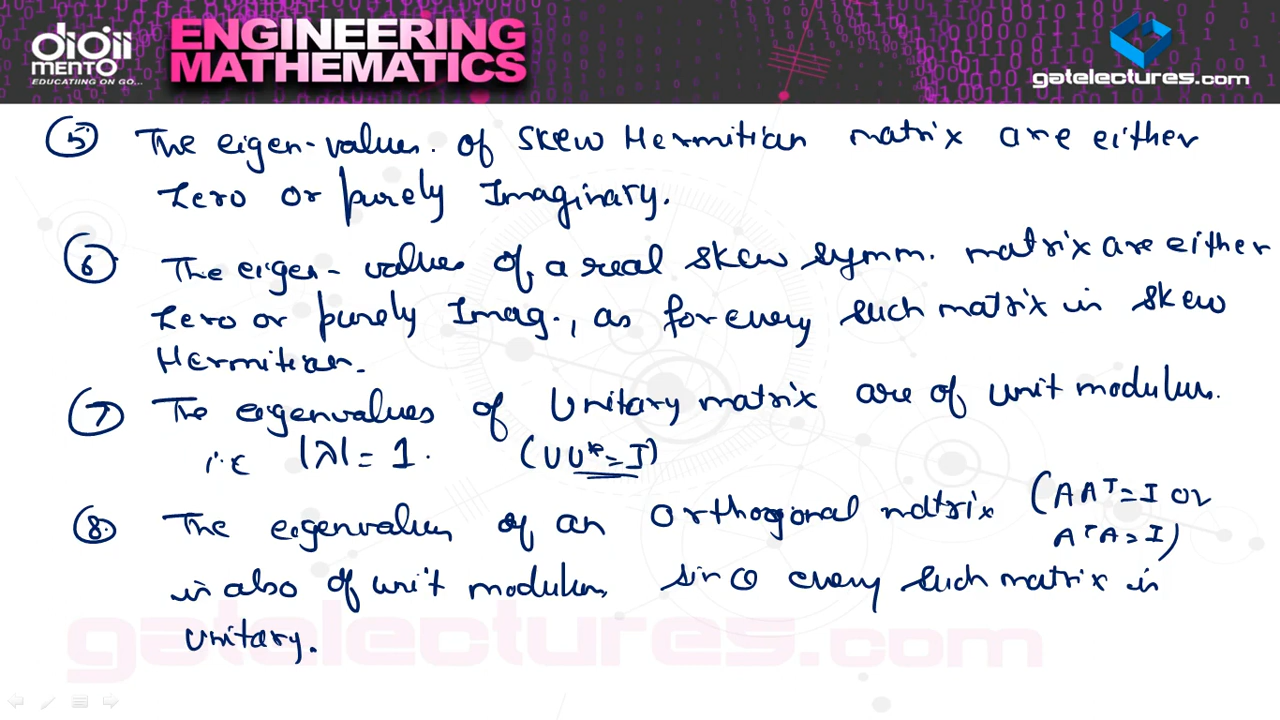 digii
MENTO
EDUCATIING ON GO...
ENGINEERING
MATHEMATICS
gatelectures.com
(5) The eigen-values of skew Hermitian matrix are either
zero or purely Imaginary.
(6) The eigen-values of a real skew symm. matrix are either
zero or purely Imag., as for every such matrix is skew
Hermitian.
(7) The eigenvalues of Unitary matrix are of unit modulus.
i.e |λ| = 1. (UU* = I)
(8) The eigenvalues of an orthogonal matrix (AAᵀ = I or
AᵀA = I)
is also of unit modulus, since every such matrix is
unitary.
gatelectures.com